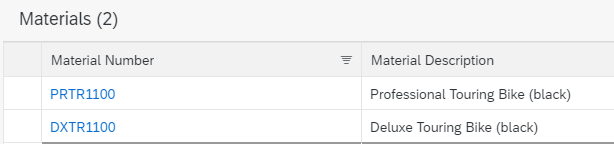 Materials (2)
Material Number Material Description
PRTR1100 Professional Touring Bike (black)
DXTR1100 Deluxe Touring Bike (black)